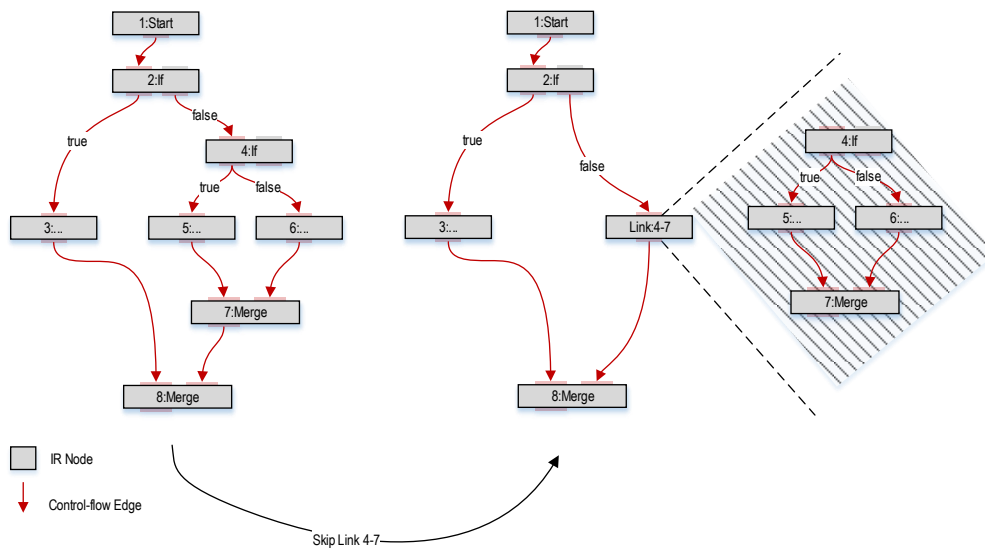 1:Start
2:If
true
false
4:If
true
false
3:...
5:...
6:...
7:Merge
8:Merge
1:Start
2:If
true
false
3:...
Link:4-7
8:Merge
4:If
true
false
5:...
6:...
7:Merge
IR Node
Control-flow Edge
Skip Link 4-7